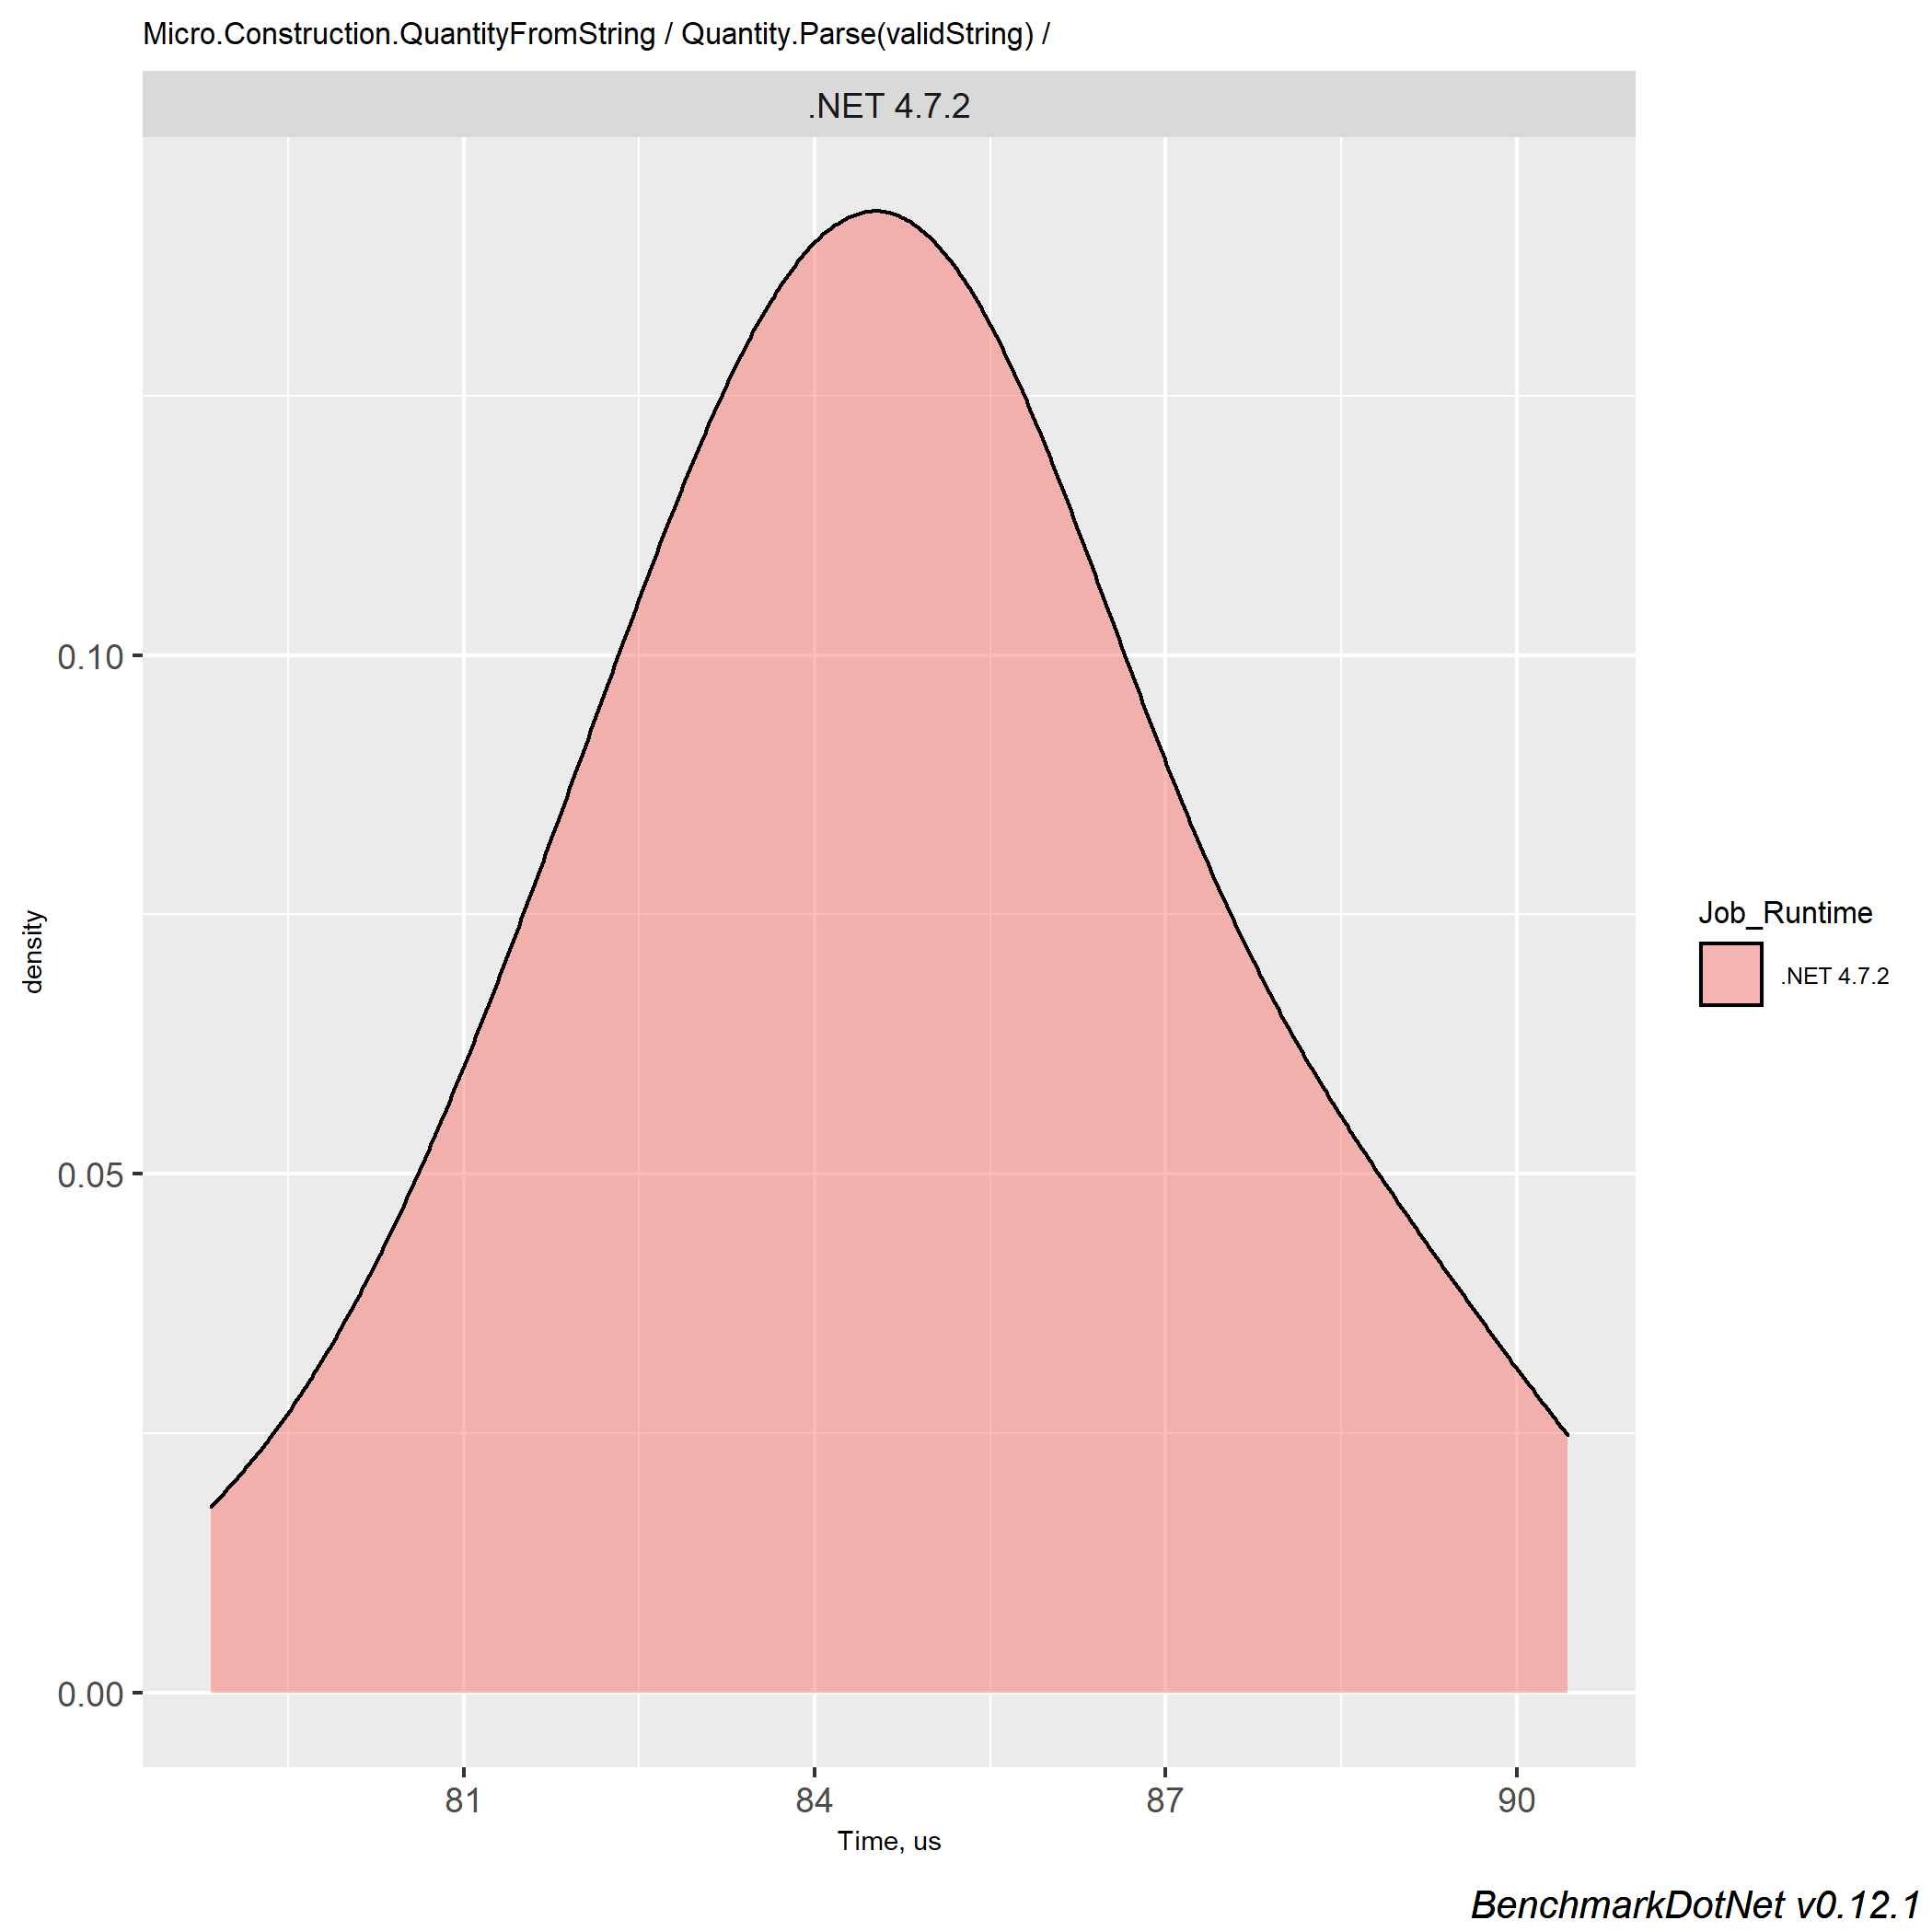 Micro.Construction.QuantityFromString / Quantity.Parse(validString) /
.NET 4.7.2
0.10
0.05
0.00
density
81 84 87 90
Time, us
Job_Runtime
.NET 4.7.2
BenchmarkDotNet v0.12.1